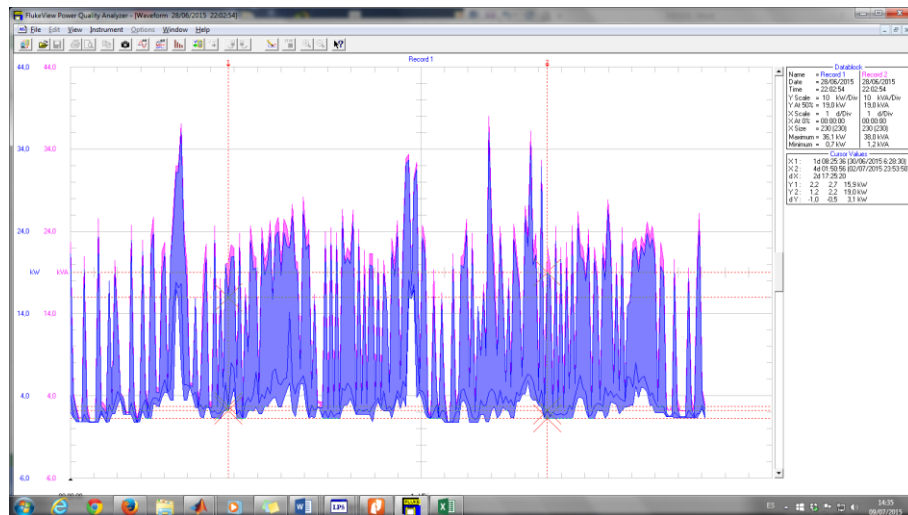 FlukeView Power Quality Analyzer - [Waveform 28/06/2015 22:02:54]
File Edit View Instrument Options Window Help
Record 1
44,0 44,0
34,0 34,0
24,0 24,0
kW kVA
14,0 14,0
4,0 4,0
-6,0 -6,0
1 2
Datablock
Name = Record 1 Record 2
Date = 28/06/2015 28/06/2015
Time = 22:02:54 22:02:54
Y Scale = 10 kW/Div 10 kVA/Div
Y At 50% = 19,0 kW 19,0 kVA
X Scale = 1 d/Div 1 d/Div
X At 0% = 00:00:00 00:00:00
X Size = 230 (230) 230 (230)
Maximum = 36,1 kW 38,0 kVA
Minimum = 0,7 kW 1,2 kVA
Cursor Values
X 1: 1d 08:25:36 (30/06/2015 6:28:30)
X 2: 4d 01:50:56 (02/07/2015 23:53:50)
dX: 2d 17:25:20
Y 1: 2,2 2,7 15,9 kW
Y 2: 1,2 2,2 19,0 kW
dY: -1,0 -0,5 3,1 kW
W LPS FLUKE X
ES 14:35
09/07/2015